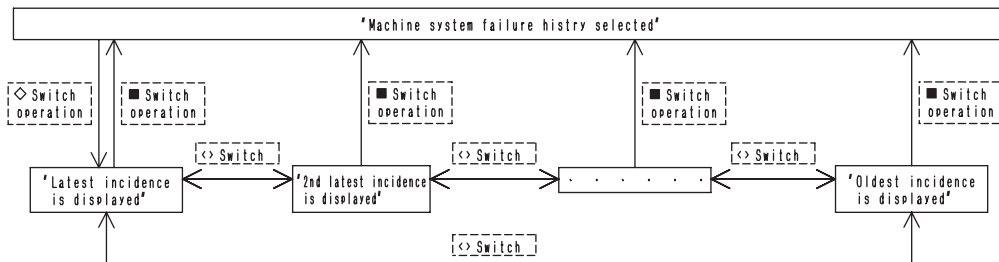 "Machine system failure histry selected"
◇ Switch
operation
■ Switch
operation
■ Switch
operation
■ Switch
operation
■ Switch
operation
<> Switch
<> Switch
<> Switch
"Latest incidence
is displayed"
"2nd latest incidence
is displayed"
. . . . . .
"Oldest incidence
is displayed"
<> Switch